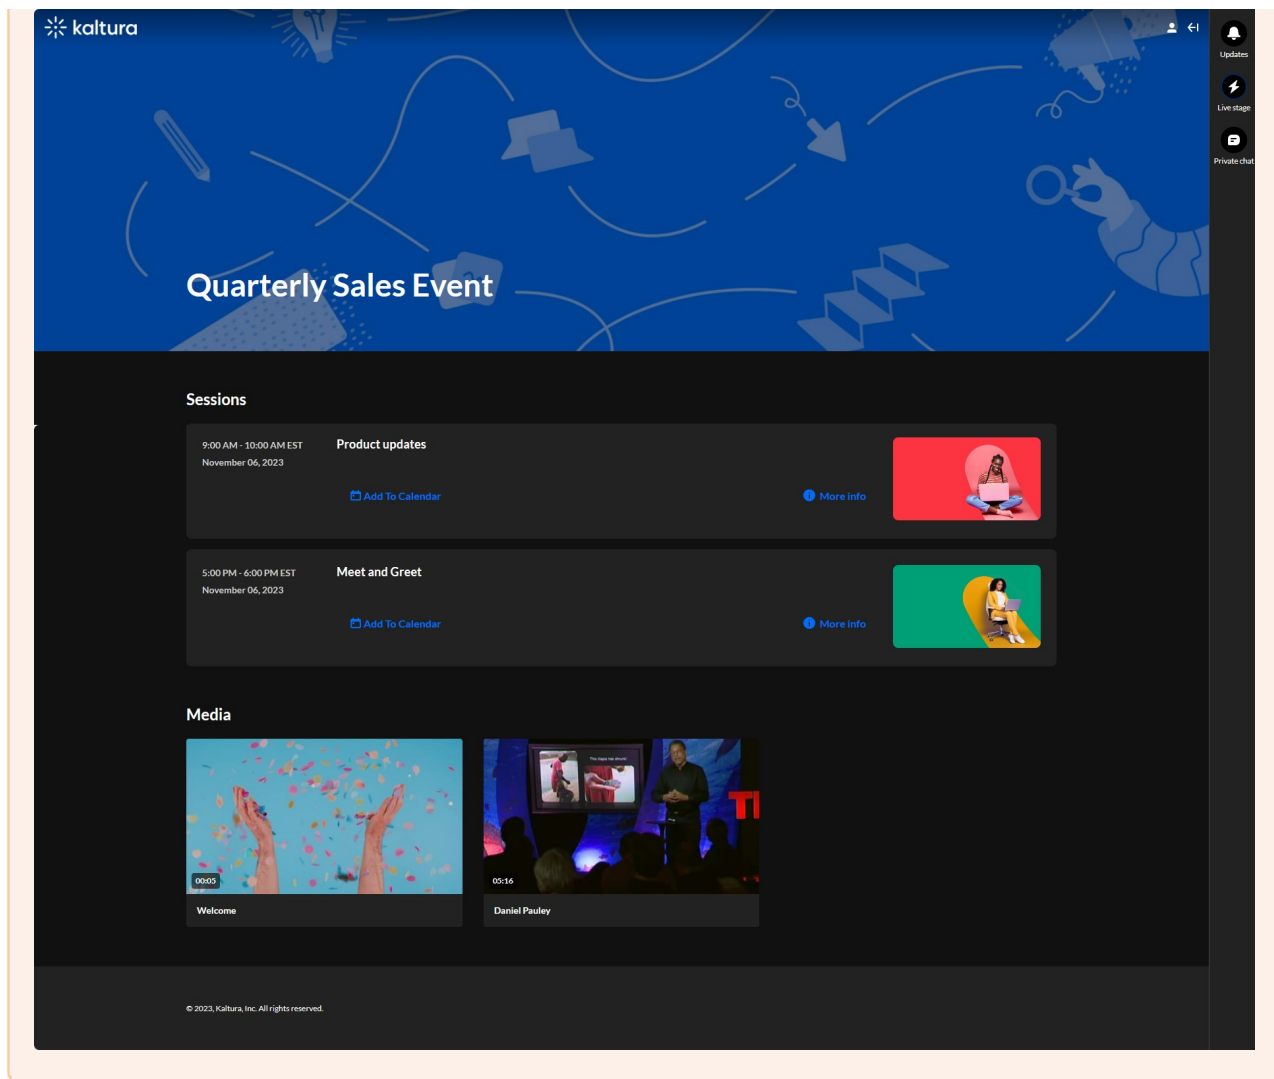 kaltura
Updates
Live stage
Private chat
Quarterly Sales Event
Sessions
9:00 AM - 10:00 AM EST
November 06, 2023
Product updates
Add To Calendar
More info
5:00 PM - 6:00 PM EST
November 06, 2023
Meet and Greet
Add To Calendar
More info
Media
00:05
Welcome
05:16
Daniel Pauley
© 2023, Kaltura, Inc. All rights reserved.